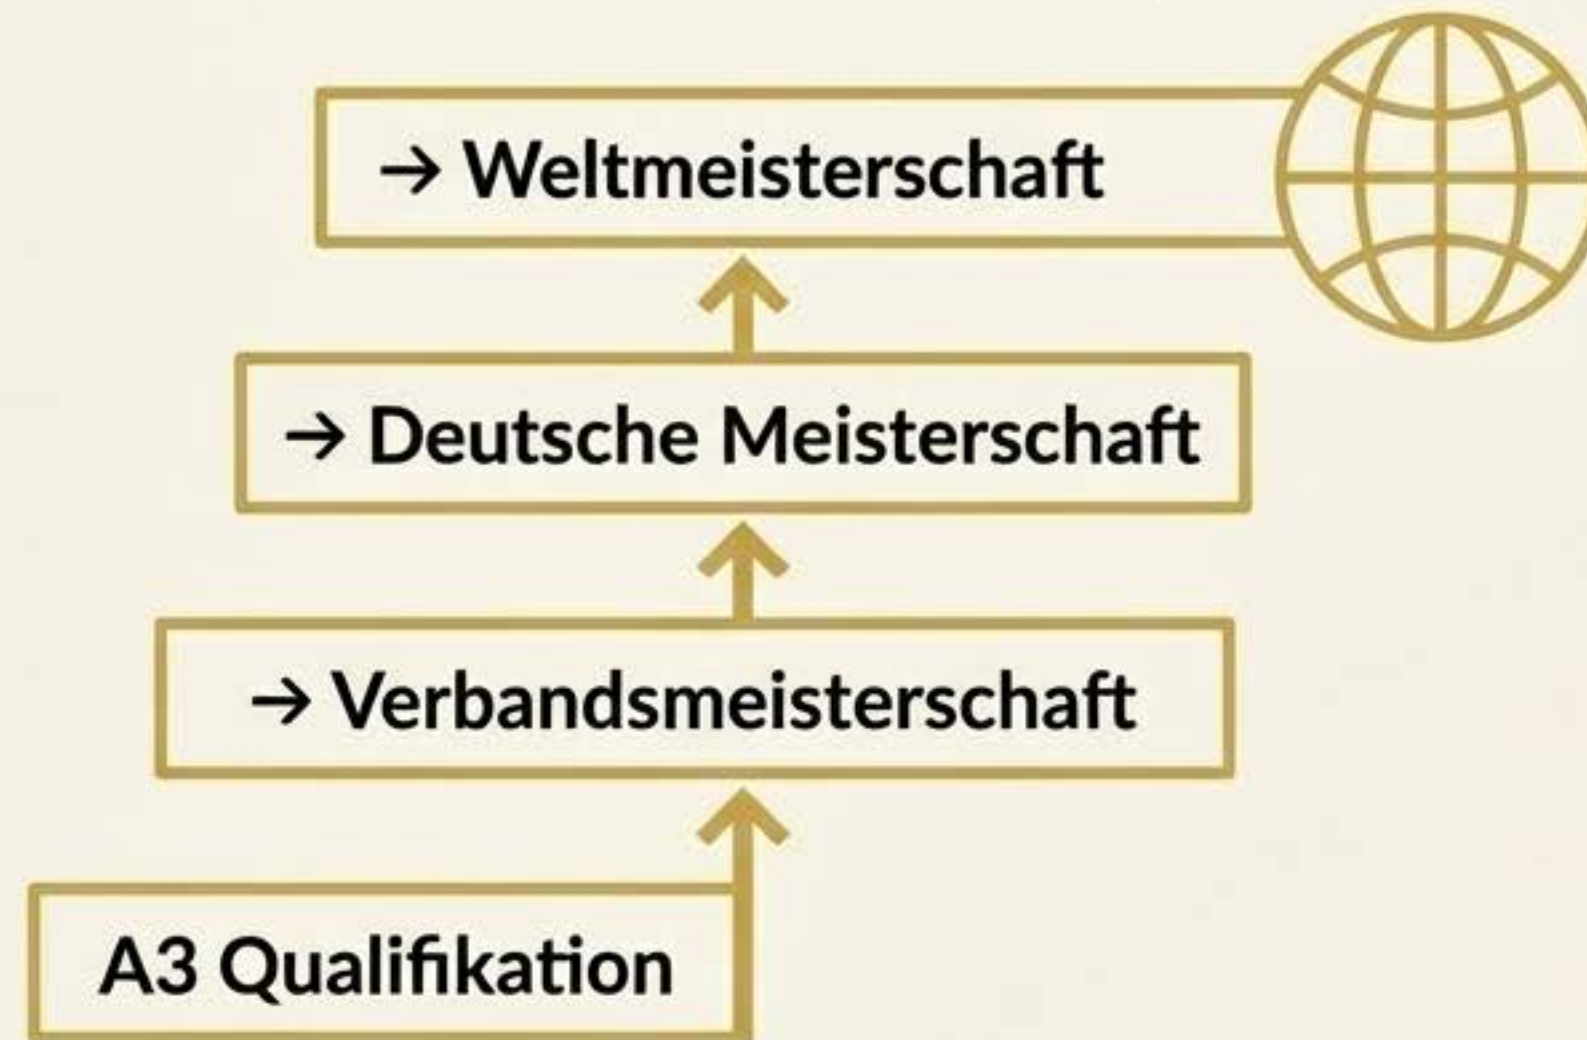 → Weltmeisterschaft
→ Deutsche Meisterschaft
→ Verbandsmeisterschaft
A3 Qualifikation